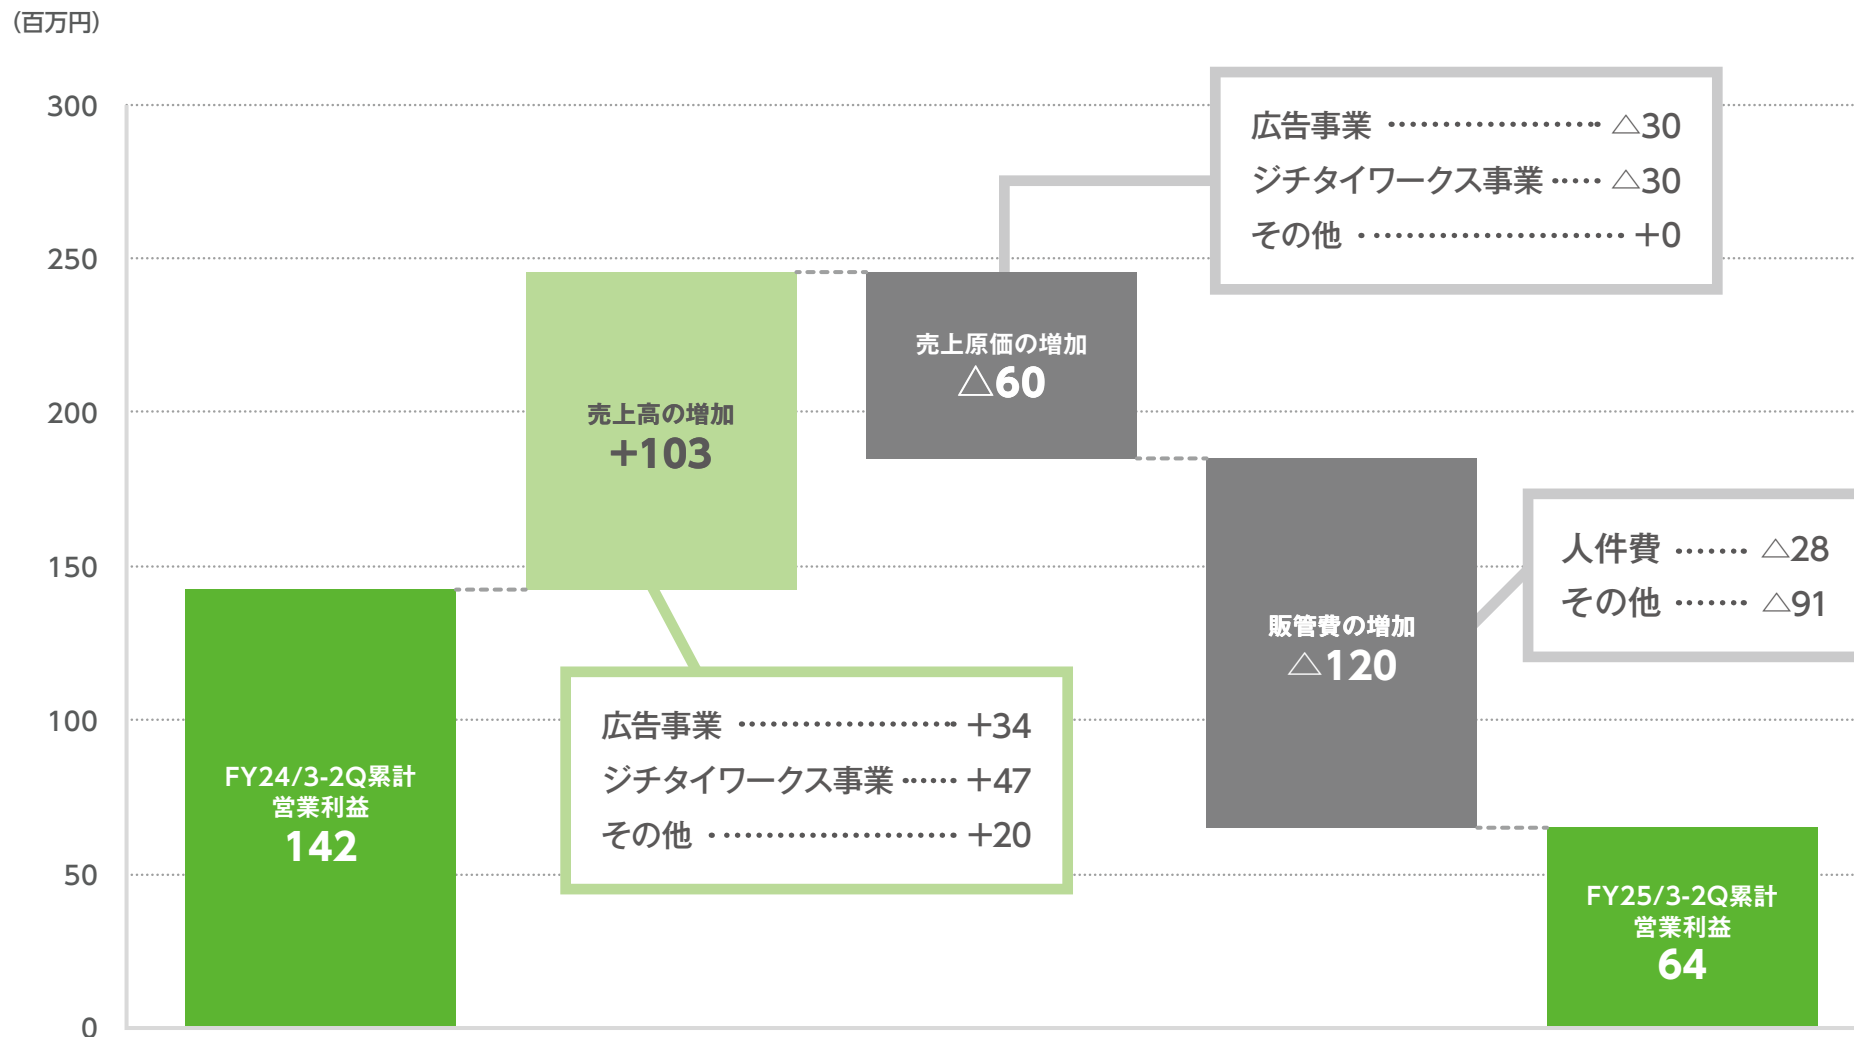 （百万円）
300
250
200
150
100
50
0
FY24/3-2Q累計
営業利益
142
売上高の増加
+103
広告事業 ···················· +34
ジチタイワークス事業 ······ +47
その他 ······················ +20
売上原価の増加
△60
広告事業 ···················· △30
ジチタイワークス事業 ····· △30
その他 ························ +0
販管費の増加
△120
人件費 ······· △28
その他 ······· △91
FY25/3-2Q累計
営業利益
64